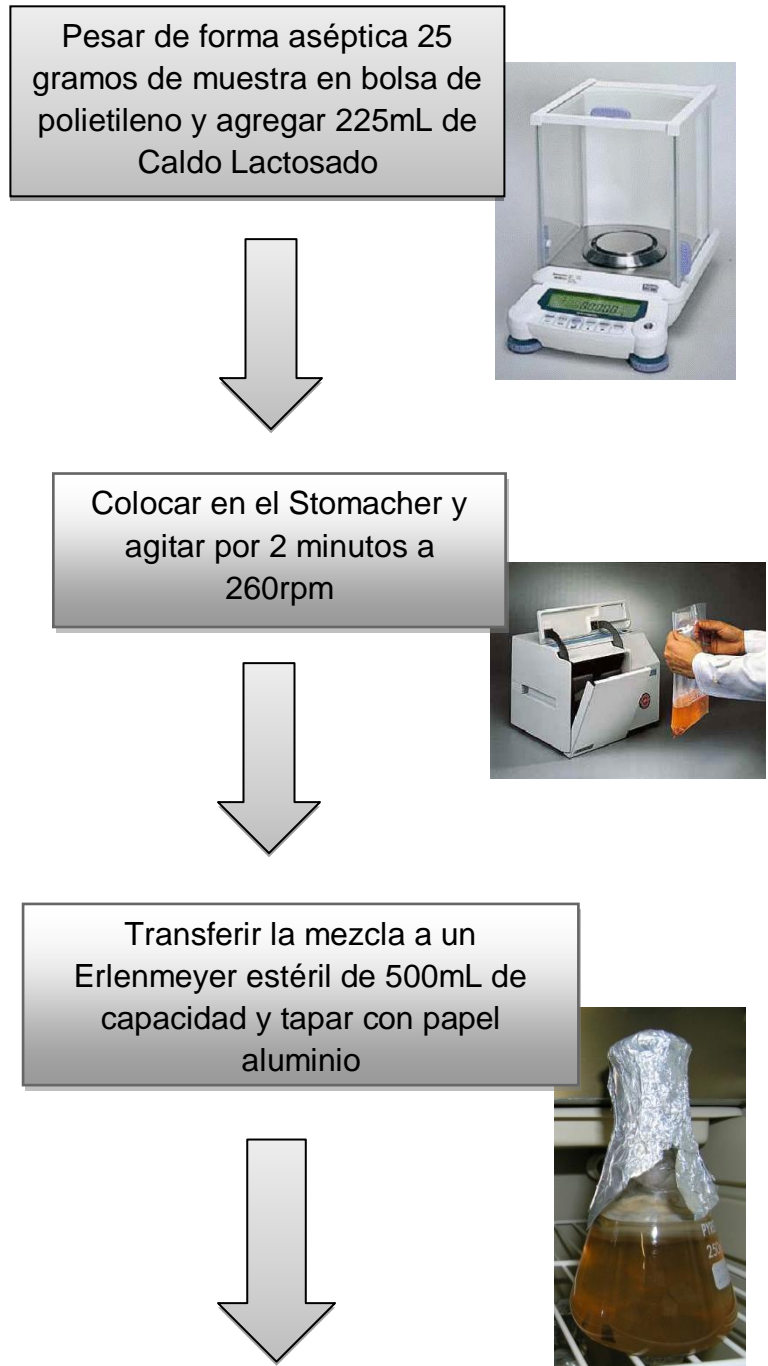 Pesar de forma aséptica 25
gramos de muestra en bolsa de
polietileno y agregar 225mL de
Caldo Lactosado
Colocar en el Stomacher y
agitar por 2 minutos a
260rpm
Transferir la mezcla a un
Erlenmeyer estéril de 500mL de
capacidad y tapar con papel
aluminio